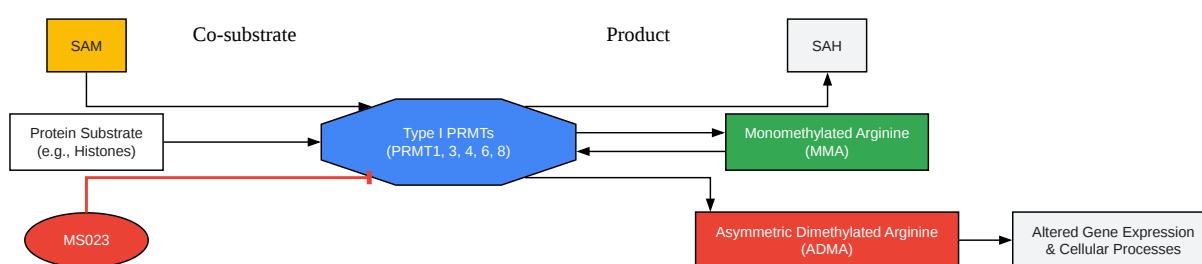 SAM
Co-substrate
Product
SAH
Protein Substrate
(e.g., Histones)
Type I PRMTs
(PRMT1, 3, 4, 6, 8)
Monomethylated Arginine
(MMA)
MS023
Asymmetric Dimethylated Arginine
(ADMA)
Altered Gene Expression
& Cellular Processes